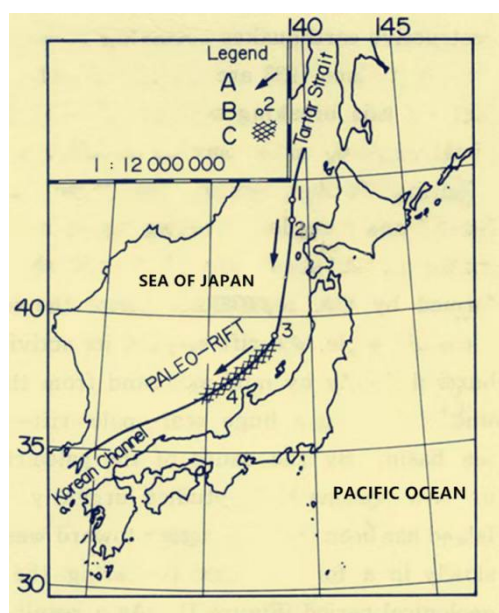 140
145
Legend
A
B 2
C
1 : 12 000 000
Tartar Strait
1
2
SEA OF JAPAN
40
PALEO-RIFT
3
4
35
Korean Channel
PACIFIC OCEAN
30